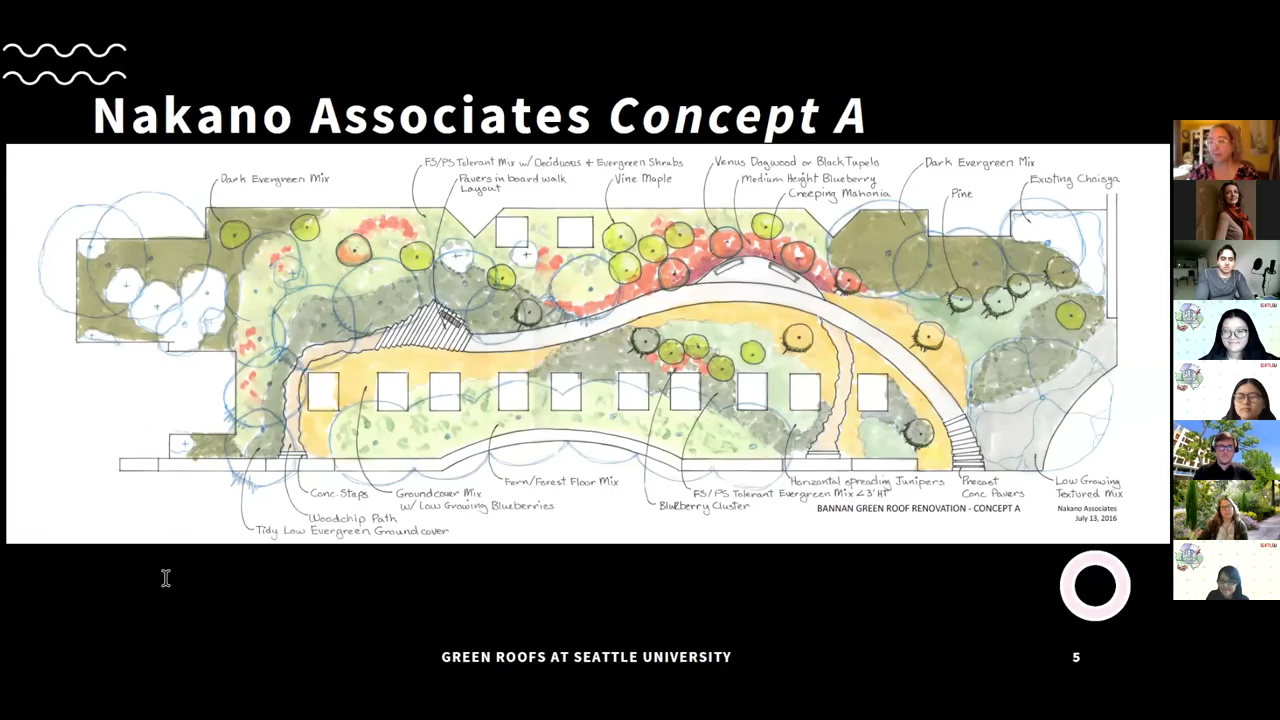 Nakano Associates Concept A
Dark Evergreen Mix
FS/PS Tolerant Mix w/ Deciduous + Evergreen Shrubs
Pavers in board walk
Layout
Vine Maple
Venus Dogwood or Black Tupelo
Medium Height Blueberry
Creeping Mahonia
Dark Evergreen Mix
Pine
Existing Choisya
Conc. Steps
Woodchip Path
Tidy Low Evergreen Groundcover
Groundcover Mix
w/ Low Growing Blueberries
Fern/Forest Floor Mix
Blueberry Cluster
FS/PS Tolerant Evergreen Mix <3' HT
Horizontal Spreading Junipers
Precast
Conc. Pavers
Low Growing
Textured Mix
BANNAN GREEN ROOF RENOVATION - CONCEPT A
Nakano Associates
July 13, 2016
GREEN ROOFS AT SEATTLE UNIVERSITY
5